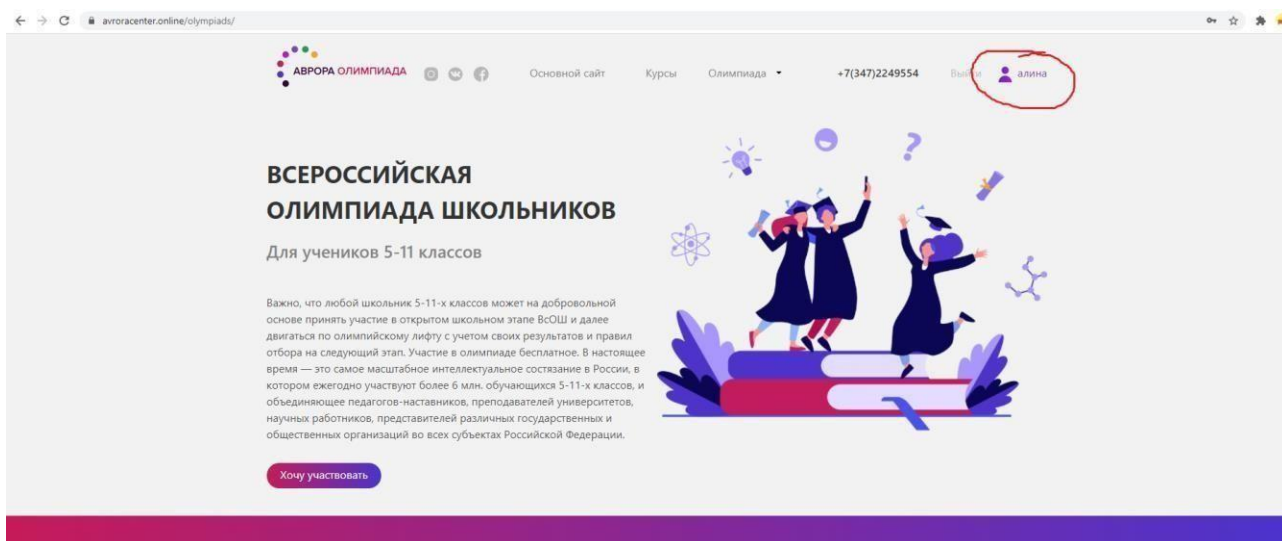 avroracenter.online/olympiads/
АВРОРА ОЛИМПИАДА
Основной сайт Курсы Олимпиада +7(347)2249554 Выйти алина
ВСЕРОССИЙСКАЯ
ОЛИМПИАДА ШКОЛЬНИКОВ
Для учеников 5-11 классов
Важно, что любой школьник 5-11-х классов может на добровольной
основе принять участие в открытом школьном этапе ВсОШ и далее
двигаться по олимпийскому лифту с учетом своих результатов и правил
отбора на следующий этап. Участие в олимпиаде бесплатное. В настоящее
время — это самое масштабное интеллектуальное состязание в России, в
котором ежегодно участвуют более 6 млн. обучающихся 5-11-х классов, и
объединяющее педагогов-наставников, преподавателей университетов,
научных работников, представителей различных государственных и
общественных организаций во всех субъектах Российской Федерации.
Хочу участвовать